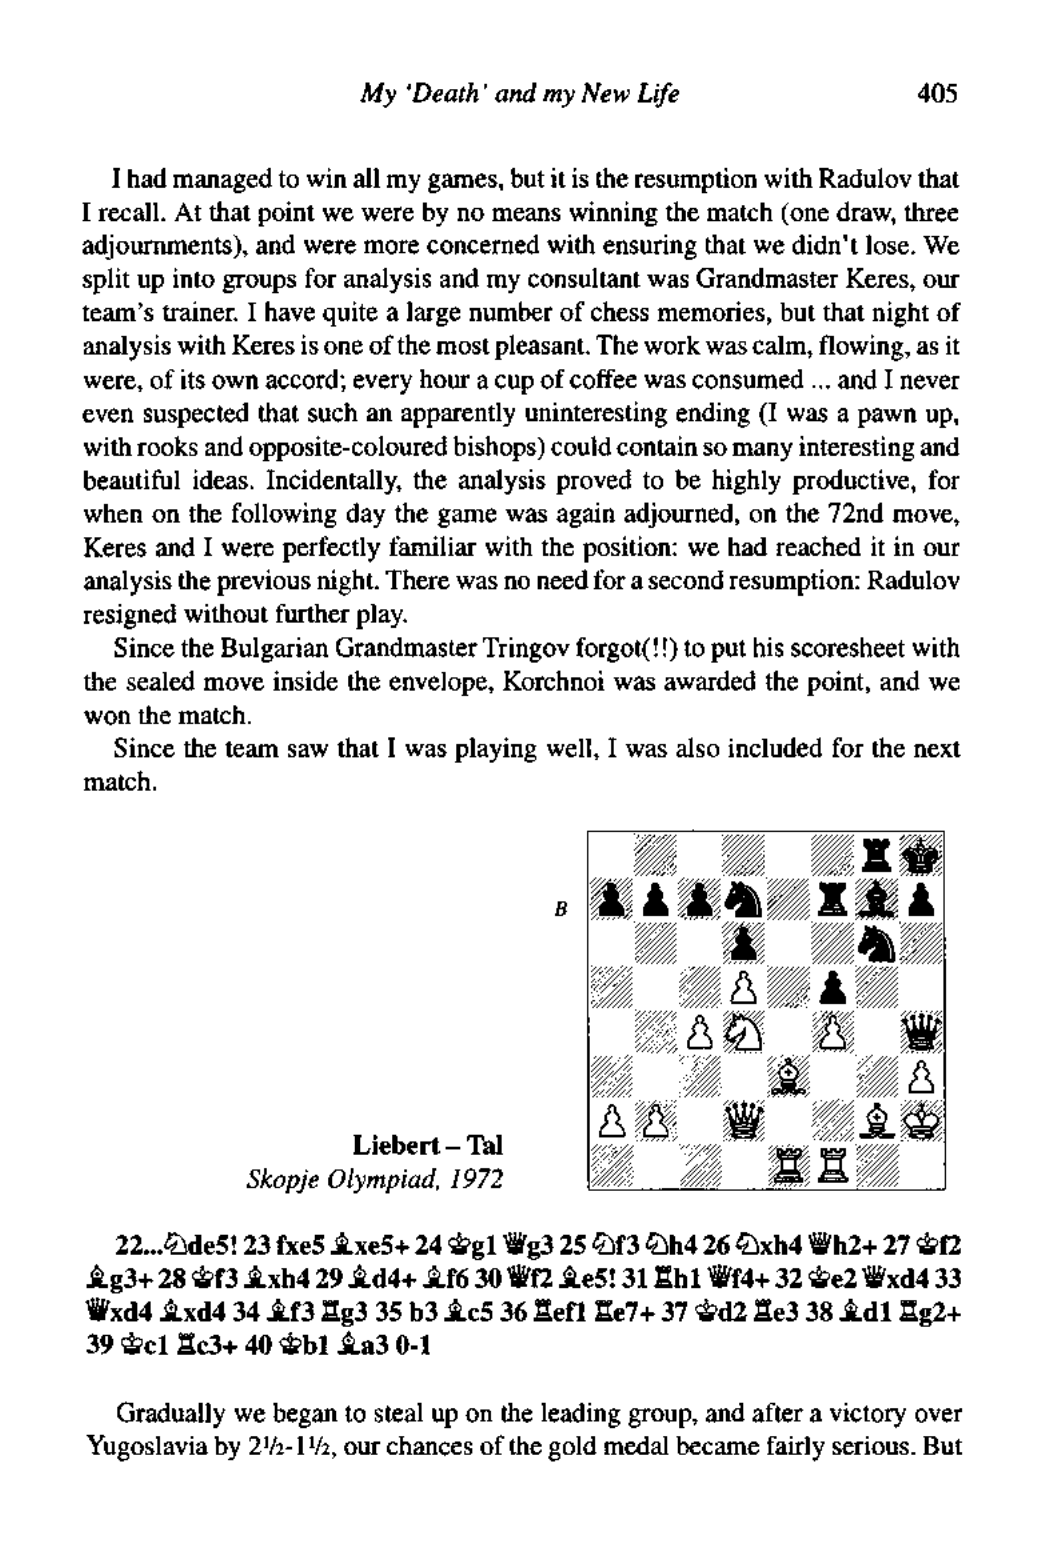 My 'Death' and my New Life 405
I had managed to win all my games, but it is the resumption with Radulov that
I recall. At that point we were by no means winning the match (one draw, three
adjournments), and were more concerned with ensuring that we didn't lose. We
split up into groups for analysis and my consultant was Grandmaster Keres, our
team's trainer. I have quite a large number of chess memories, but that night of
analysis with Keres is one of the most pleasant. The work was calm, flowing, as it
were, of its own accord; every hour a cup of coffee was consumed ... and I never
even suspected that such an apparently uninteresting ending (I was a pawn up,
with rooks and opposite-coloured bishops) could contain so many interesting and
beautiful ideas. Incidentally, the analysis proved to be highly productive, for
when on the following day the game was again adjourned, on the 72nd move,
Keres and I were perfectly familiar with the position: we had reached it in our
analysis the previous night. There was no need for a second resumption: Radulov
resigned without further play.
Since the Bulgarian Grandmaster Tringov forgot(!!) to put his scoresheet with
the sealed move inside the envelope, Korchnoi was awarded the point, and we
won the match.
Since the team saw that I was playing well, I was also included for the next
match.
B
Liebert – Tal
Skopje Olympiad, 1972
22...♘de5! 23 fxe5 ♗xe5+ 24 ♔g1 ♕g3 25 ♘f3 ♘h4 26 ♘xh4 ♕h2+ 27 ♔f2
♗g3+ 28 ♔f3 ♗xh4 29 ♗d4+ ♗f6 30 ♕f2 ♗e5! 31 ♖h1 ♕f4+ 32 ♔e2 ♕xd4 33
♕xd4 ♗xd4 34 ♗f3 ♖g3 35 b3 ♗c5 36 ♖ef1 ♖e7+ 37 ♔d2 ♖e3 38 ♗d1 ♖g2+
39 ♔c1 ♖c3+ 40 ♔b1 ♗a3 0-1
Gradually we began to steal up on the leading group, and after a victory over
Yugoslavia by 2½-1½, our chances of the gold medal became fairly serious. But